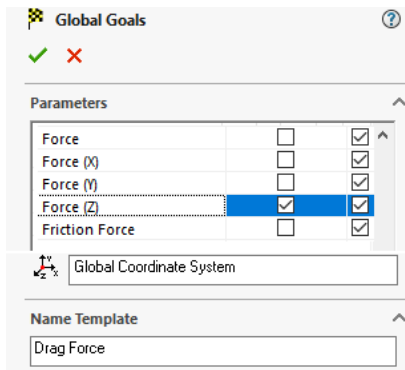 Global Goals
Parameters
Force
Force (X)
Force (Y)
Force (Z)
Friction Force
Global Coordinate System
Name Template
Drag Force